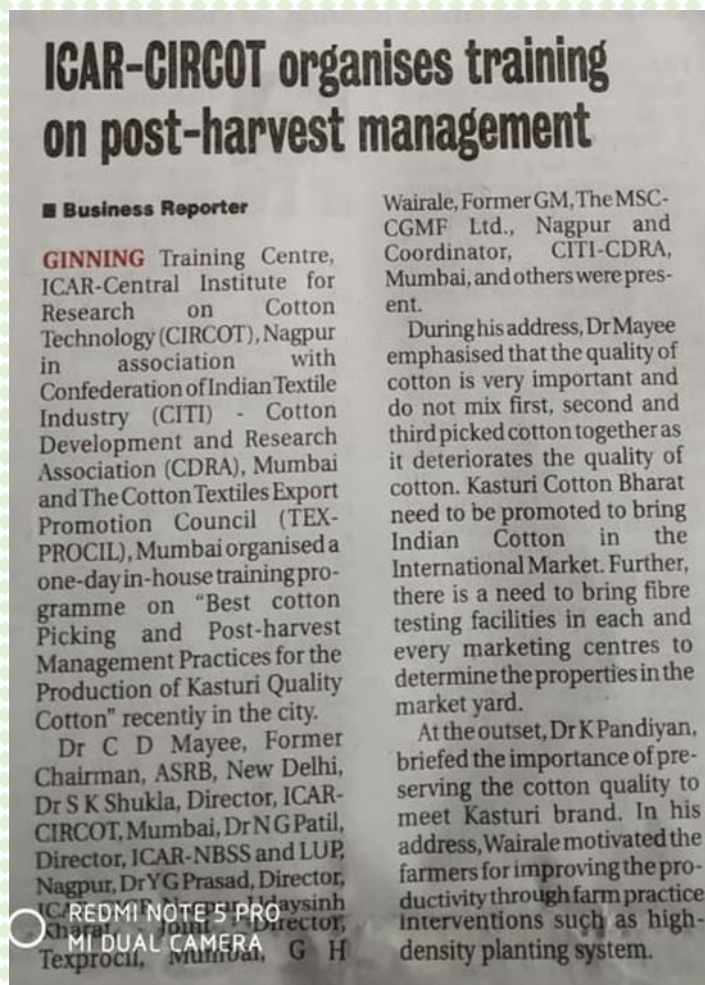 ICAR-CIRCOT organises training
on post-harvest management
■ Business Reporter
GINNING Training Centre,
ICAR-Central Institute for
Research on Cotton
Technology (CIRCOT), Nagpur
in association with
Confederation of Indian Textile
Industry (CITI) - Cotton
Development and Research
Association (CDRA), Mumbai
and The Cotton Textiles Export
Promotion Council (TEX-
PROCIL), Mumbai organised a
one-day in-house training pro-
gramme on “Best cotton
Picking and Post-harvest
Management Practices for the
Production of Kasturi Quality
Cotton” recently in the city.
Dr C D Mayee, Former
Chairman, ASRB, New Delhi,
Dr S K Shukla, Director, ICAR-
CIRCOT, Mumbai, Dr N G Patil,
Director, ICAR-NBSS and LUP,
Nagpur, Dr Y G Prasad, Director,
Udaysinh
Kharat, Joint Director,
Texprocil, Mumbai, G H
Wairale, Former GM, The MSC-
CGMF Ltd., Nagpur and
Coordinator, CITI-CDRA,
Mumbai, and others were pres-
ent.
During his address, Dr Mayee
emphasised that the quality of
cotton is very important and
do not mix first, second and
third picked cotton together as
it deteriorates the quality of
cotton. Kasturi Cotton Bharat
need to be promoted to bring
Indian Cotton in the
International Market. Further,
there is a need to bring fibre
testing facilities in each and
every marketing centres to
determine the properties in the
market yard.
At the outset, Dr K Pandiyan,
briefed the importance of pre-
serving the cotton quality to
meet Kasturi brand. In his
address, Wairale motivated the
farmers for improving the pro-
ductivity through farm practice
interventions such as high-
density planting system.
REDMI NOTE 5 PRO
MI DUAL CAMERA